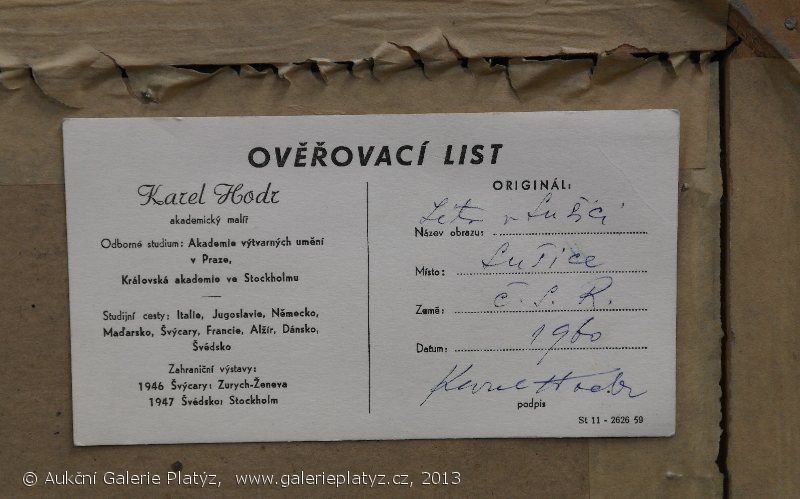 OVĚŘOVACÍ LIST
Karel Hodr
akademický malíř
Odborné studium: Akademie výtvarných umění
v Praze,
Královská akademie ve Stockholmu
Studijní cesty: Italie, Jugoslavie, Německo,
Maďarsko, Švýcary, Francie, Alžír, Dánsko,
Švédsko
Zahraniční výstavy:
1946 Švýcary: Zurych-Ženeva
1947 Švédsko: Stockholm
ORIGINÁL:
Název obrazu: Léto v Sušici
Místo: Sušice
Země: Č. S. R.
Datum: 1960
Karel Hodr
podpis
St 11 - 2626 59
© Aukční Galerie Platýz, www.galerieplatyz.cz, 2013